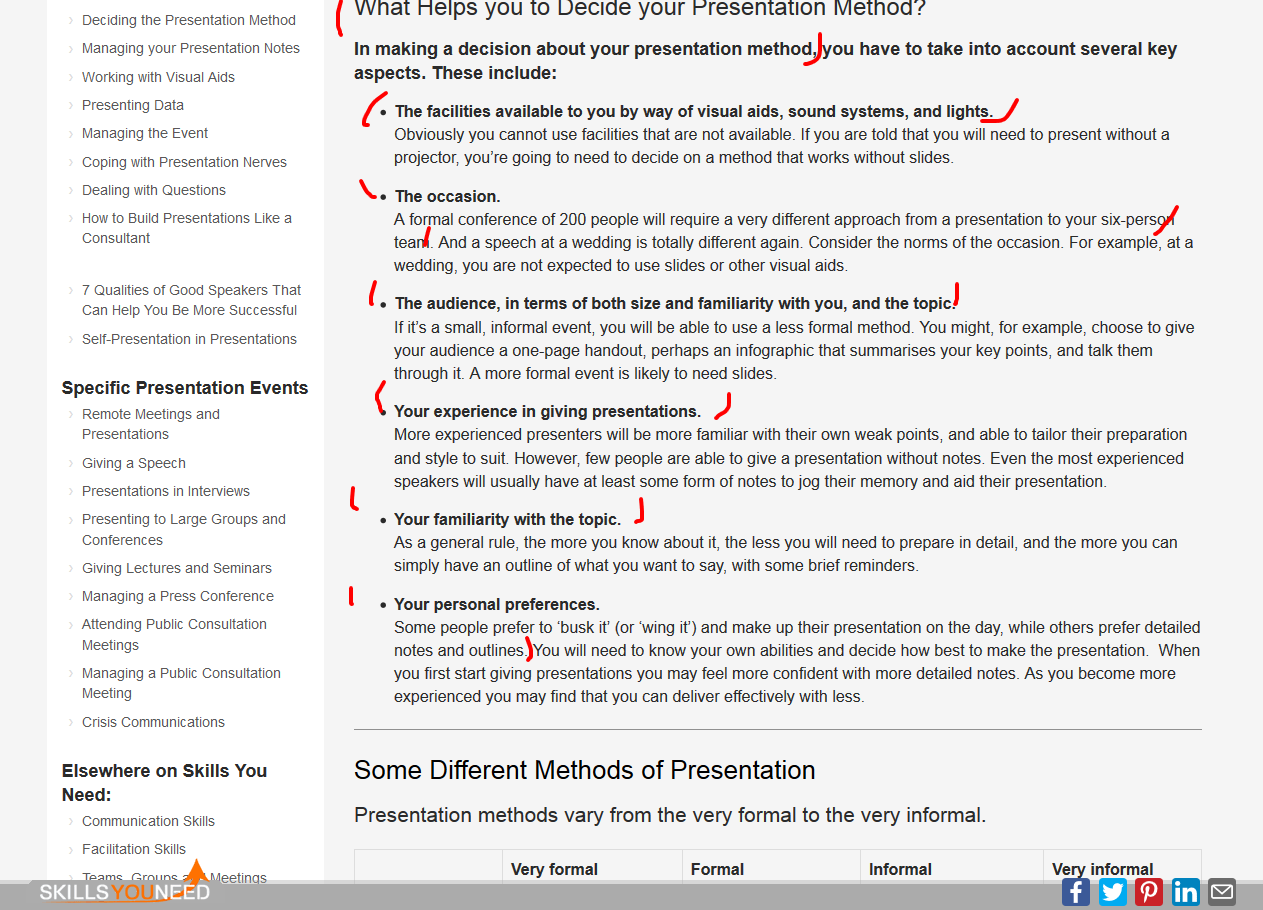 Deciding the Presentation Method
Managing your Presentation Notes
Working with Visual Aids
Presenting Data
Managing the Event
Coping with Presentation Nerves
Dealing with Questions
How to Build Presentations Like a
Consultant
7 Qualities of Good Speakers That
Can Help You Be More Successful
Self-Presentation in Presentations
Specific Presentation Events
Remote Meetings and
Presentations
Giving a Speech
Presentations in Interviews
Presenting to Large Groups and
Conferences
Giving Lectures and Seminars
Managing a Press Conference
Attending Public Consultation
Meetings
Managing a Public Consultation
Meeting
Crisis Communications
Elsewhere on Skills You
Need:
Communication Skills
Facilitation Skills
Teams, Groups and Meetings
What Helps you to Decide your Presentation Method?
In making a decision about your presentation method, you have to take into account several key
aspects. These include:
• The facilities available to you by way of visual aids, sound systems, and lights.
Obviously you cannot use facilities that are not available. If you are told that you will need to present without a
projector, you’re going to need to decide on a method that works without slides.
• The occasion.
A formal conference of 200 people will require a very different approach from a presentation to your six-person
team. And a speech at a wedding is totally different again. Consider the norms of the occasion. For example, at a
wedding, you are not expected to use slides or other visual aids.
• The audience, in terms of both size and familiarity with you, and the topic.
If it’s a small, informal event, you will be able to use a less formal method. You might, for example, choose to give
your audience a one-page handout, perhaps an infographic that summarises your key points, and talk them
through it. A more formal event is likely to need slides.
• Your experience in giving presentations.
More experienced presenters will be more familiar with their own weak points, and able to tailor their preparation
and style to suit. However, few people are able to give a presentation without notes. Even the most experienced
speakers will usually have at least some form of notes to jog their memory and aid their presentation.
• Your familiarity with the topic.
As a general rule, the more you know about it, the less you will need to prepare in detail, and the more you can
simply have an outline of what you want to say, with some brief reminders.
• Your personal preferences.
Some people prefer to ‘busk it’ (or ‘wing it’) and make up their presentation on the day, while others prefer detailed
notes and outlines. You will need to know your own abilities and decide how best to make the presentation. When
you first start giving presentations you may feel more confident with more detailed notes. As you become more
experienced you may find that you can deliver effectively with less.
Some Different Methods of Presentation
Presentation methods vary from the very formal to the very informal.
Very formal Formal Informal Very informal
SKILLSYOUNEED